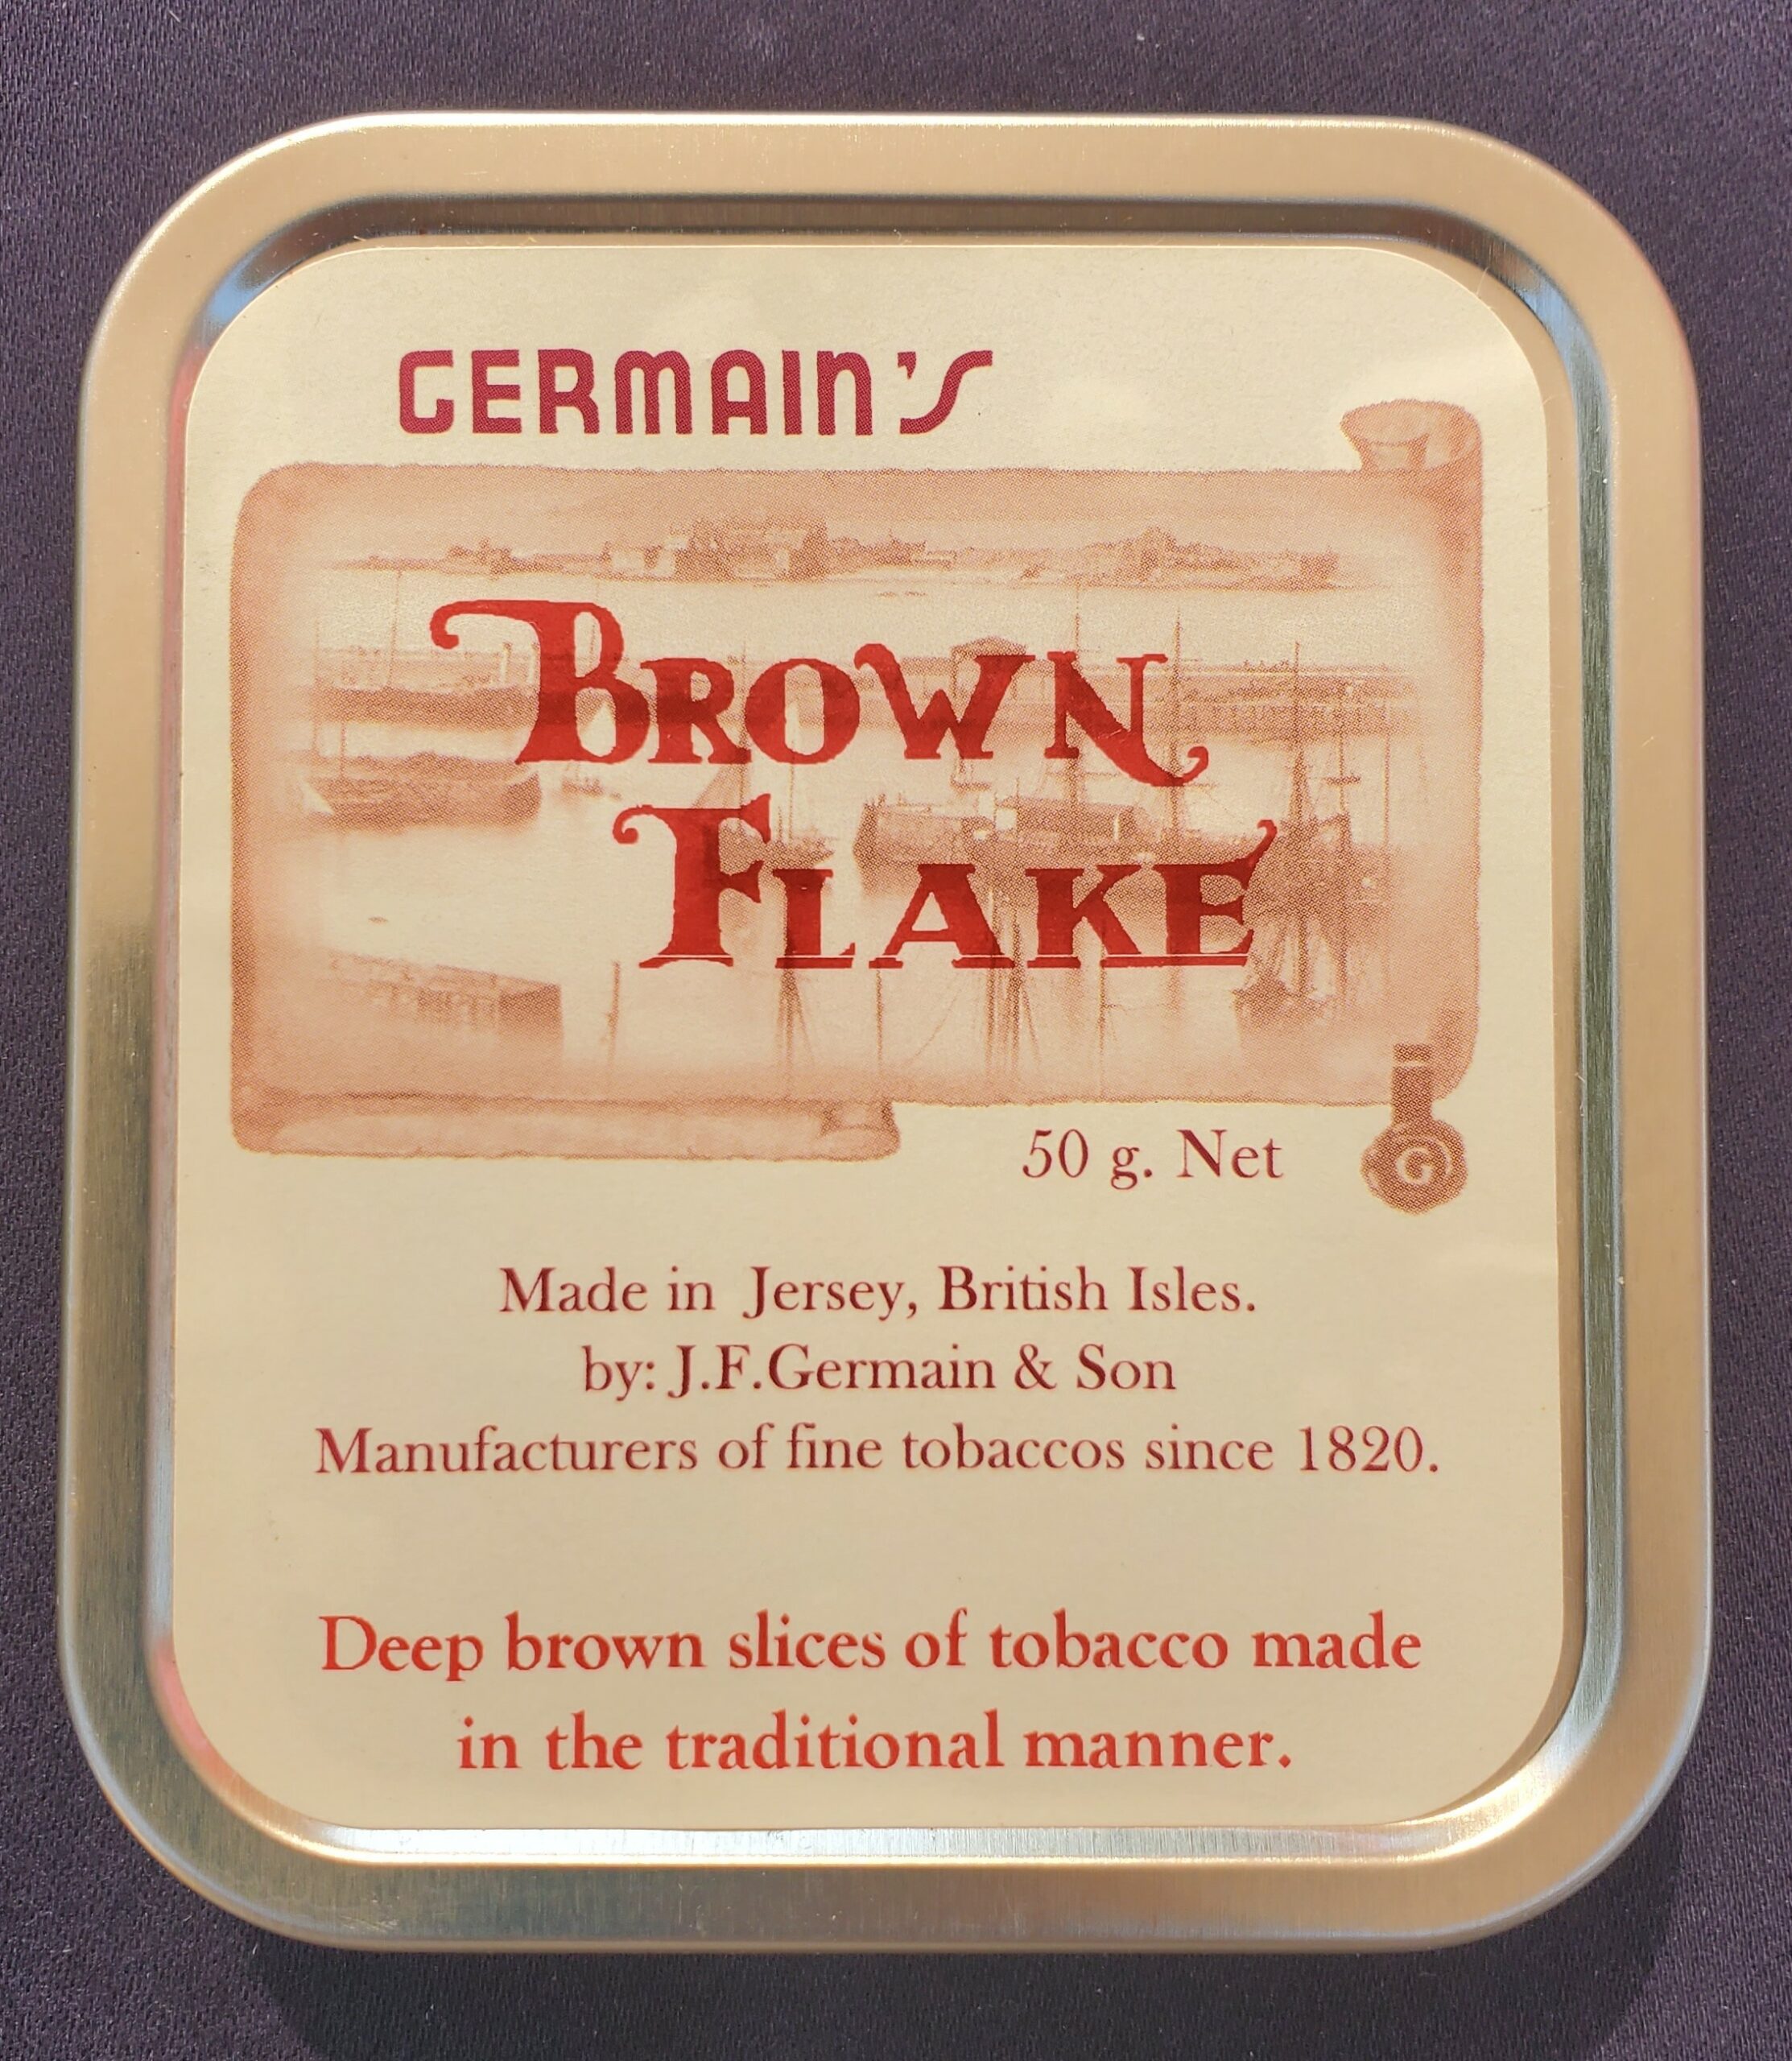 GERMAIN'S
BROWN
FLAKE
50 g. Net
G
Made in Jersey, British Isles.
by: J.F.Germain & Son
Manufacturers of fine tobaccos since 1820.
Deep brown slices of tobacco made
in the traditional manner.